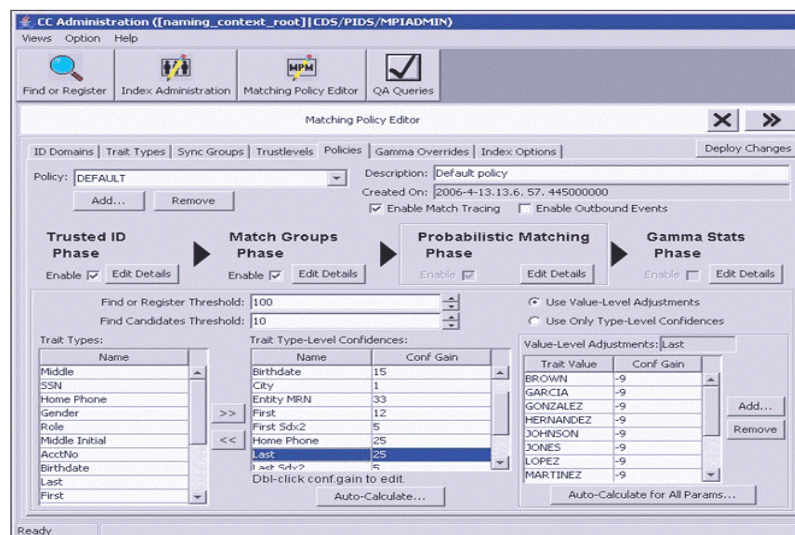 CC Administration ([naming_context_root]|CDS/PIDS/MPIADMIN)
Views Option Help
MPM
Find or Register Index Administration Matching Policy Editor QA Queries
Matching Policy Editor
ID Domains Trait Types Sync Groups Trustlevels Policies Gamma Overrides Index Options Deploy Changes
Policy: DEFAULT Description: Default policy
Created On: 2006-4-13.13.6. 57. 445000000
Add... Remove Enable Match Tracing Enable Outbound Events
Trusted ID Phase
Enable Edit Details
Match Groups Phase
Enable Edit Details
Probabilistic Matching Phase
Enable Edit Details
Gamma Stats Phase
Enable Edit Details
Find or Register Threshold: 100
Find Candidates Threshold: 10
Use Value-Level Adjustments
Use Only Type-Level Confidences
Trait Types:
Name
Middle
SSN
Home Phone
Gender
Role
Middle Initial
AcctNo
Birthdate
Last
First
>>
<<
Trait Type-Level Confidences:
Name Conf Gain
Birthdate 15
City 1
Entity MRN 33
First 12
First Sdx2 5
Home Phone 25
Last 25
Last Sdx2 5
Dbl-click conf.gain to edit.
Auto-Calculate...
Value-Level Adjustments: Last
Trait Value Conf Gain
BROWN -9
GARCIA -9
GONZALEZ -9
HERNANDEZ -9
JOHNSON -9
JONES -9
LOPEZ -9
MARTINEZ -9
Add...
Remove
Auto-Calculate for All Params...
Ready